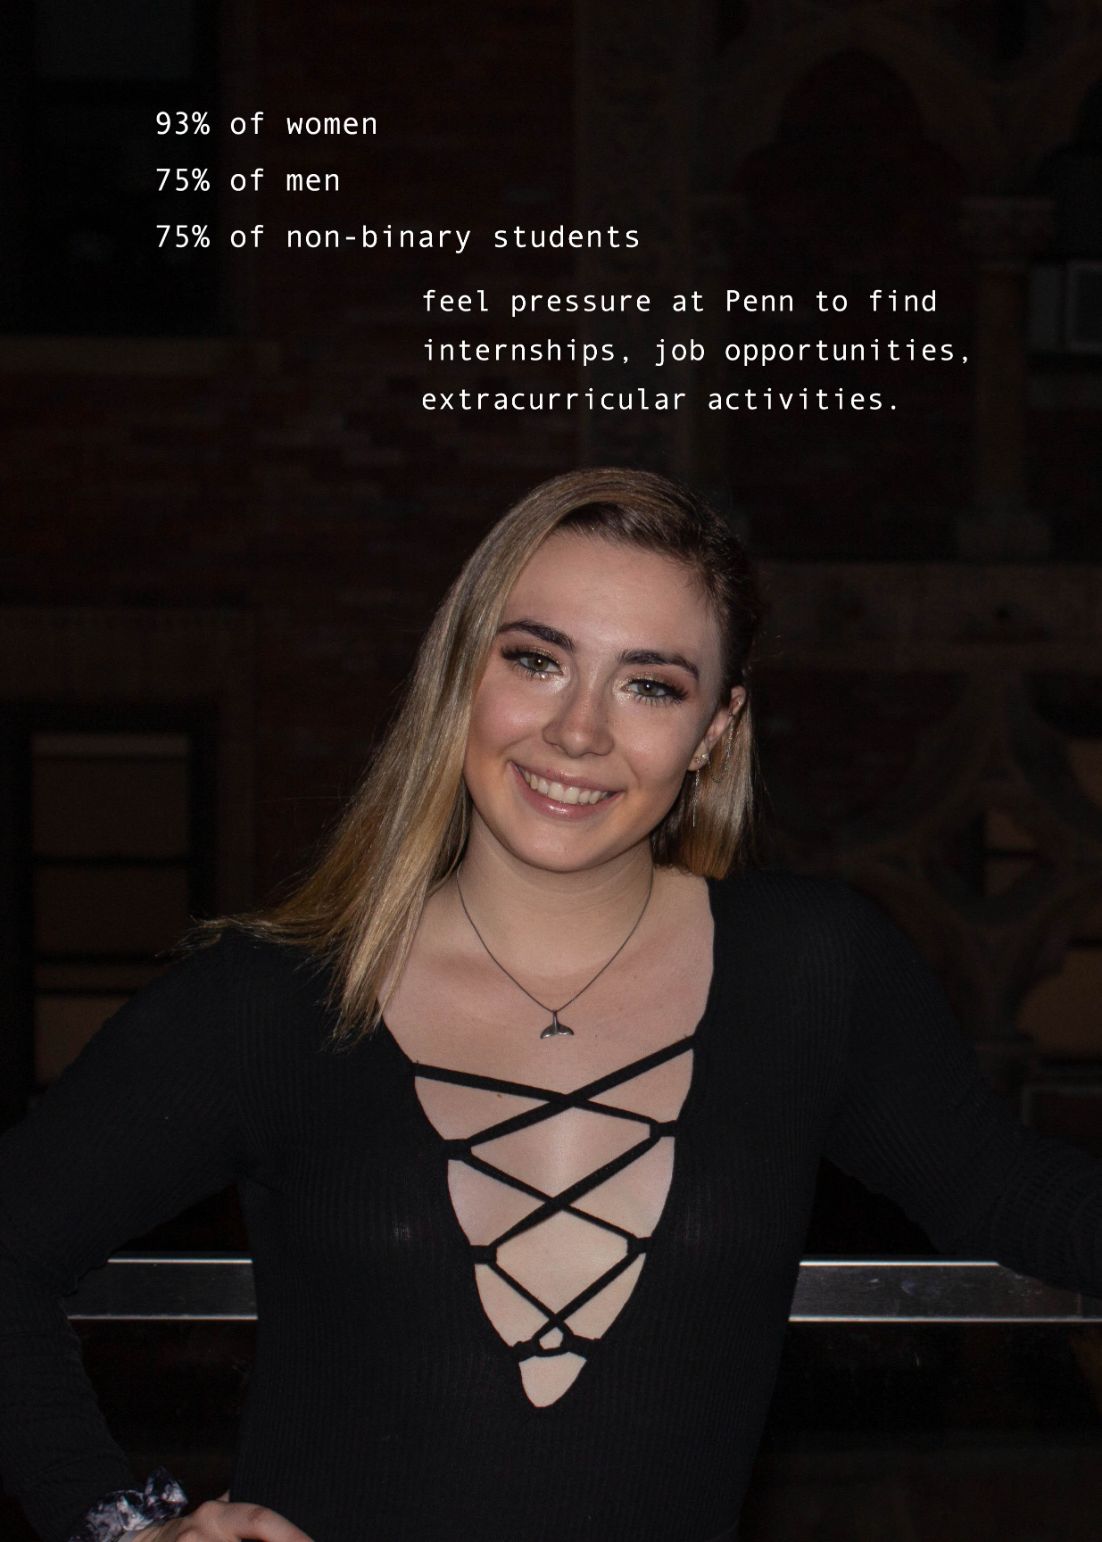 93% of women
75% of men
75% of non-binary students
feel pressure at Penn to find
internships, job opportunities,
extracurricular activities.